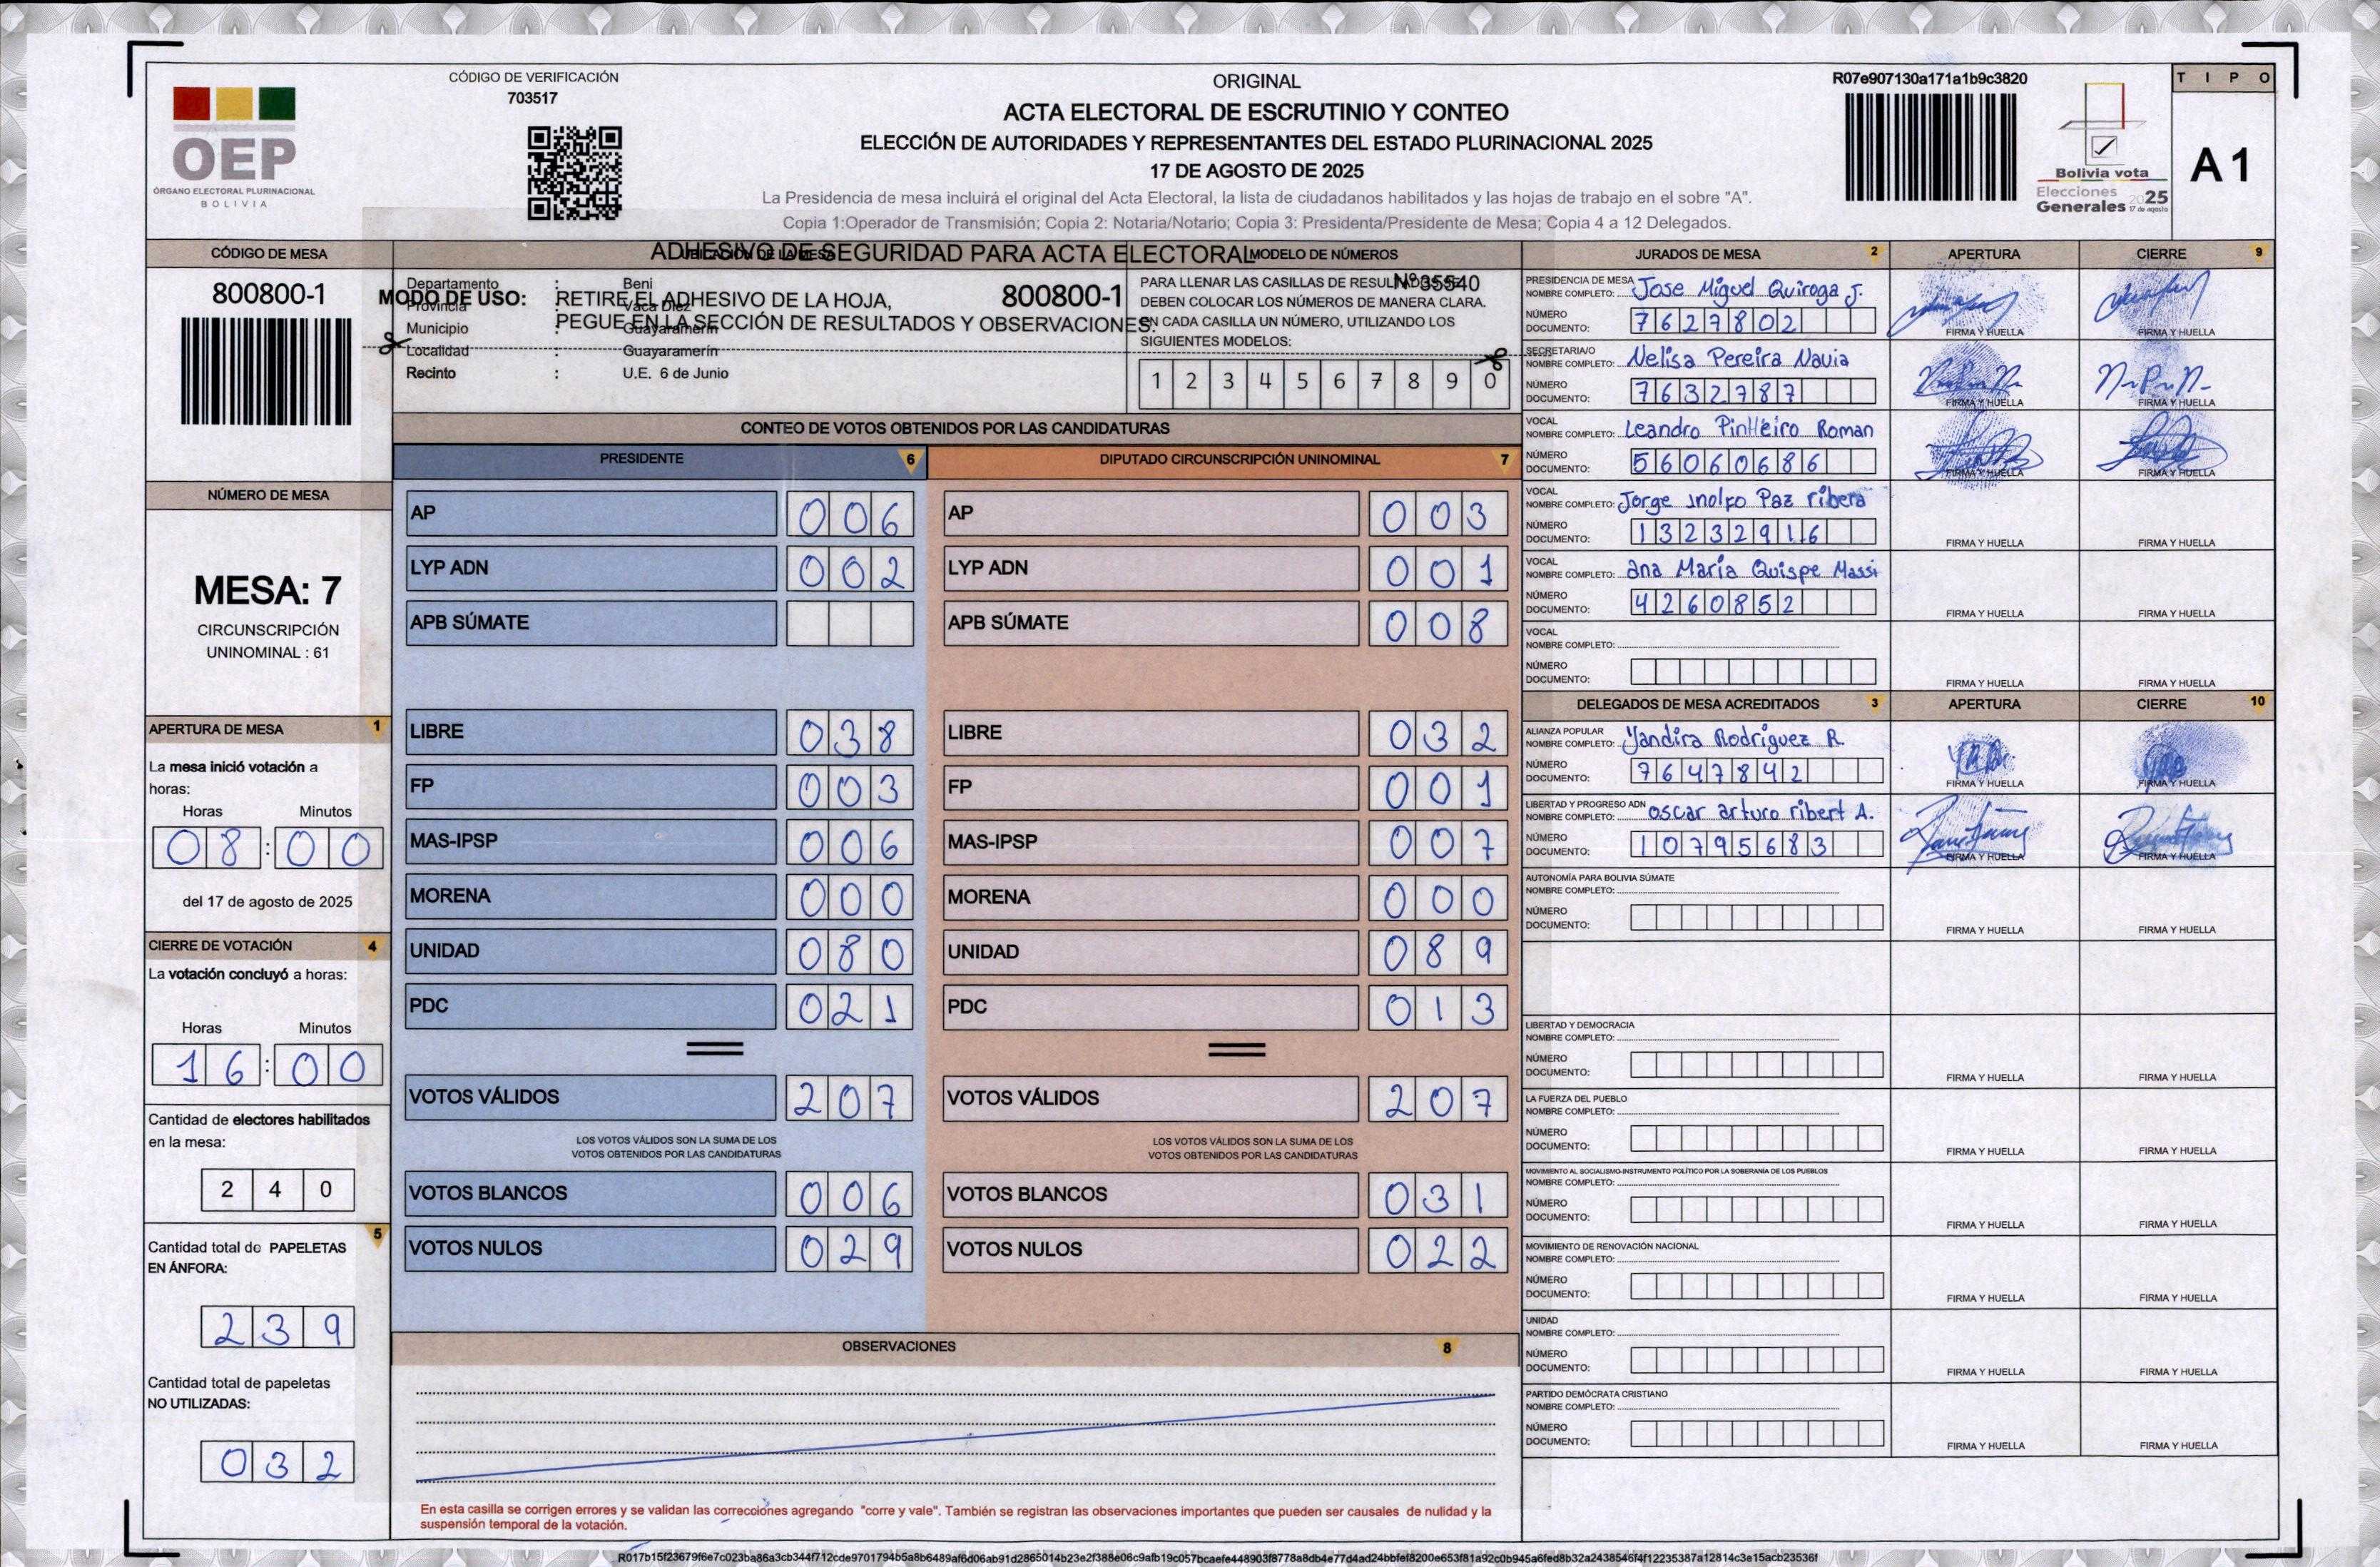 CÓDIGO DE VERIFICACIÓN
703517
OEP
ÓRGANO ELECTORAL PLURINACIONAL
BOLIVIA
ORIGINAL
ACTA ELECTORAL DE ESCRUTINIO Y CONTEO
ELECCIÓN DE AUTORIDADES Y REPRESENTANTES DEL ESTADO PLURINACIONAL 2025
17 DE AGOSTO DE 2025
La Presidencia de mesa incluirá el original del Acta Electoral, la lista de ciudadanos habilitados y las hojas de trabajo en el sobre "A".
Copia 1:Operador de Transmisión; Copia 2: Notaria/Notario; Copia 3: Presidenta/Presidente de Mesa; Copia 4 a 12 Delegados.
R07e907130a171a1b9c3820
Bolivia vota
Elecciones
Generales 2025
17 de agosto
TIPO
A1
CÓDIGO DE MESA
800800-1
UBICACIÓN DE LA MESA
ADHESIVO DE SEGURIDAD PARA ACTA ELECTORAL
Nº 35540
MODO DE USO: RETIRE EL ADHESIVO DE LA HOJA,
PEGUE EN LA SECCIÓN DE RESULTADOS Y OBSERVACIONES.
800800-1
Departamento : Beni
Provincia : Vaca Diez
Municipio : Guayaramerín
Localidad : Guayaramerín
Recinto : U.E. 6 de Junio
MODELO DE NÚMEROS
PARA LLENAR LAS CASILLAS DE RESULTADOS SE
DEBEN COLOCAR LOS NÚMEROS DE MANERA CLARA.
EN CADA CASILLA UN NÚMERO, UTILIZANDO LOS
SIGUIENTES MODELOS:
1 2 3 4 5 6 7 8 9 0
NÚMERO DE MESA
MESA: 7
CIRCUNSCRIPCIÓN
UNINOMINAL : 61
APERTURA DE MESA 1
La mesa inició votación a
horas:
Horas Minutos
08:00
del 17 de agosto de 2025
CIERRE DE VOTACIÓN 4
La votación concluyó a horas:
Horas Minutos
16:00
Cantidad de electores habilitados
en la mesa:
240
5
Cantidad total de PAPELETAS
EN ÁNFORA:
239
Cantidad total de papeletas
NO UTILIZADAS:
032
CONTEO DE VOTOS OBTENIDOS POR LAS CANDIDATURAS
PRESIDENTE 6
AP 006
LYP ADN 002
APB SÚMATE
LIBRE 038
FP 003
MAS-IPSP 006
MORENA 000
UNIDAD 080
PDC 021
VOTOS VÁLIDOS 207
LOS VOTOS VÁLIDOS SON LA SUMA DE LOS
VOTOS OBTENIDOS POR LAS CANDIDATURAS
VOTOS BLANCOS 006
VOTOS NULOS 029
DIPUTADO CIRCUNSCRIPCIÓN UNINOMINAL 7
AP 003
LYP ADN 001
APB SÚMATE 008
LIBRE 032
FP 001
MAS-IPSP 007
MORENA 000
UNIDAD 089
PDC 013
VOTOS VÁLIDOS 207
LOS VOTOS VÁLIDOS SON LA SUMA DE LOS
VOTOS OBTENIDOS POR LAS CANDIDATURAS
VOTOS BLANCOS 031
VOTOS NULOS 022
OBSERVACIONES 8
En esta casilla se corrigen errores y se validan las correcciones agregando "corre y vale". También se registran las observaciones importantes que pueden ser causales de nulidad y la
suspensión temporal de la votación.
JURADOS DE MESA 2 APERTURA CIERRE 9
PRESIDENCIA DE MESA
NOMBRE COMPLETO: Jose Miguel Quiroga J.
NÚMERO
DOCUMENTO: 7627802
FIRMA Y HUELLA FIRMA Y HUELLA
SECRETARIA/O
NOMBRE COMPLETO: Nelisa Pereira Navia
NÚMERO
DOCUMENTO: 7632787
FIRMA Y HUELLA FIRMA Y HUELLA
VOCAL
NOMBRE COMPLETO: Leandro Pinheiro Roman
NÚMERO
DOCUMENTO: 56060686
FIRMA Y HUELLA FIRMA Y HUELLA
VOCAL
NOMBRE COMPLETO: Jorge inolfo Paz ribera
NÚMERO
DOCUMENTO: 13232916
FIRMA Y HUELLA FIRMA Y HUELLA
VOCAL
NOMBRE COMPLETO: ana María Quispe Massi
NÚMERO
DOCUMENTO: 4260852
FIRMA Y HUELLA FIRMA Y HUELLA
VOCAL
NOMBRE COMPLETO:
NÚMERO
DOCUMENTO:
FIRMA Y HUELLA FIRMA Y HUELLA
DELEGADOS DE MESA ACREDITADOS 3 APERTURA CIERRE 10
ALIANZA POPULAR
NOMBRE COMPLETO: Yandira Rodríguez R.
NÚMERO
DOCUMENTO: 7647842
FIRMA Y HUELLA FIRMA Y HUELLA
LIBERTAD Y PROGRESO ADN
NOMBRE COMPLETO: oscar arturo ribert A.
NÚMERO
DOCUMENTO: 10795683
FIRMA Y HUELLA FIRMA Y HUELLA
AUTONOMÍA PARA BOLIVIA SÚMATE
NOMBRE COMPLETO:
NÚMERO
DOCUMENTO:
FIRMA Y HUELLA FIRMA Y HUELLA
LIBERTAD Y DEMOCRACIA
NOMBRE COMPLETO:
NÚMERO
DOCUMENTO:
FIRMA Y HUELLA FIRMA Y HUELLA
LA FUERZA DEL PUEBLO
NOMBRE COMPLETO:
NÚMERO
DOCUMENTO:
FIRMA Y HUELLA FIRMA Y HUELLA
MOVIMIENTO AL SOCIALISMO-INSTRUMENTO POLÍTICO POR LA SOBERANÍA DE LOS PUEBLOS
NOMBRE COMPLETO:
NÚMERO
DOCUMENTO:
FIRMA Y HUELLA FIRMA Y HUELLA
MOVIMIENTO DE RENOVACIÓN NACIONAL
NOMBRE COMPLETO:
NÚMERO
DOCUMENTO:
FIRMA Y HUELLA FIRMA Y HUELLA
UNIDAD
NOMBRE COMPLETO:
NÚMERO
DOCUMENTO:
FIRMA Y HUELLA FIRMA Y HUELLA
PARTIDO DEMÓCRATA CRISTIANO
NOMBRE COMPLETO:
NÚMERO
DOCUMENTO:
FIRMA Y HUELLA FIRMA Y HUELLA